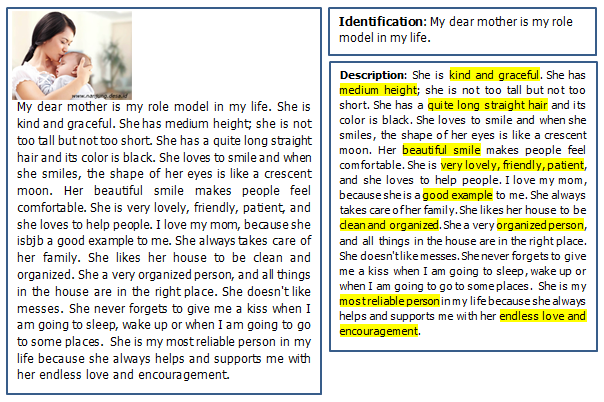 www.nanjung.desa.id
My dear mother is my role model in my life. She is
kind and graceful. She has medium height; she is not
too tall but not too short. She has a quite long straight
hair and its color is black. She loves to smile and when
she smiles, the shape of her eyes is like a crescent
moon. Her beautiful smile makes people feel
comfortable. She is very lovely, friendly, patient, and
she loves to help people. I love my mom, because she
isbjb a good example to me. She always takes care of
her family. She likes her house to be clean and
organized. She a very organized person, and all things
in the house are in the right place. She doesn't like
messes. She never forgets to give me a kiss when I
am going to sleep, wake up or when I am going to go
to some places. She is my most reliable person in my
life because she always helps and supports me with
her endless love and encouragement.
Identification: My dear mother is my role
model in my life.
Description: She is kind and graceful. She has
medium height; she is not too tall but not too
short. She has a quite long straight hair and its
color is black. She loves to smile and when she
smiles, the shape of her eyes is like a crescent
moon. Her beautiful smile makes people feel
comfortable. She is very lovely, friendly, patient,
and she loves to help people. I love my mom,
because she is a good example to me. She always
takes care of her family. She likes her house to be
clean and organized. She a very organized person,
and all things in the house are in the right place.
She doesn't like messes. She never forgets to give
me a kiss when I am going to sleep, wake up or
when I am going to go to some places. She is my
most reliable person in my life because she always
helps and supports me with her endless love and
encouragement.